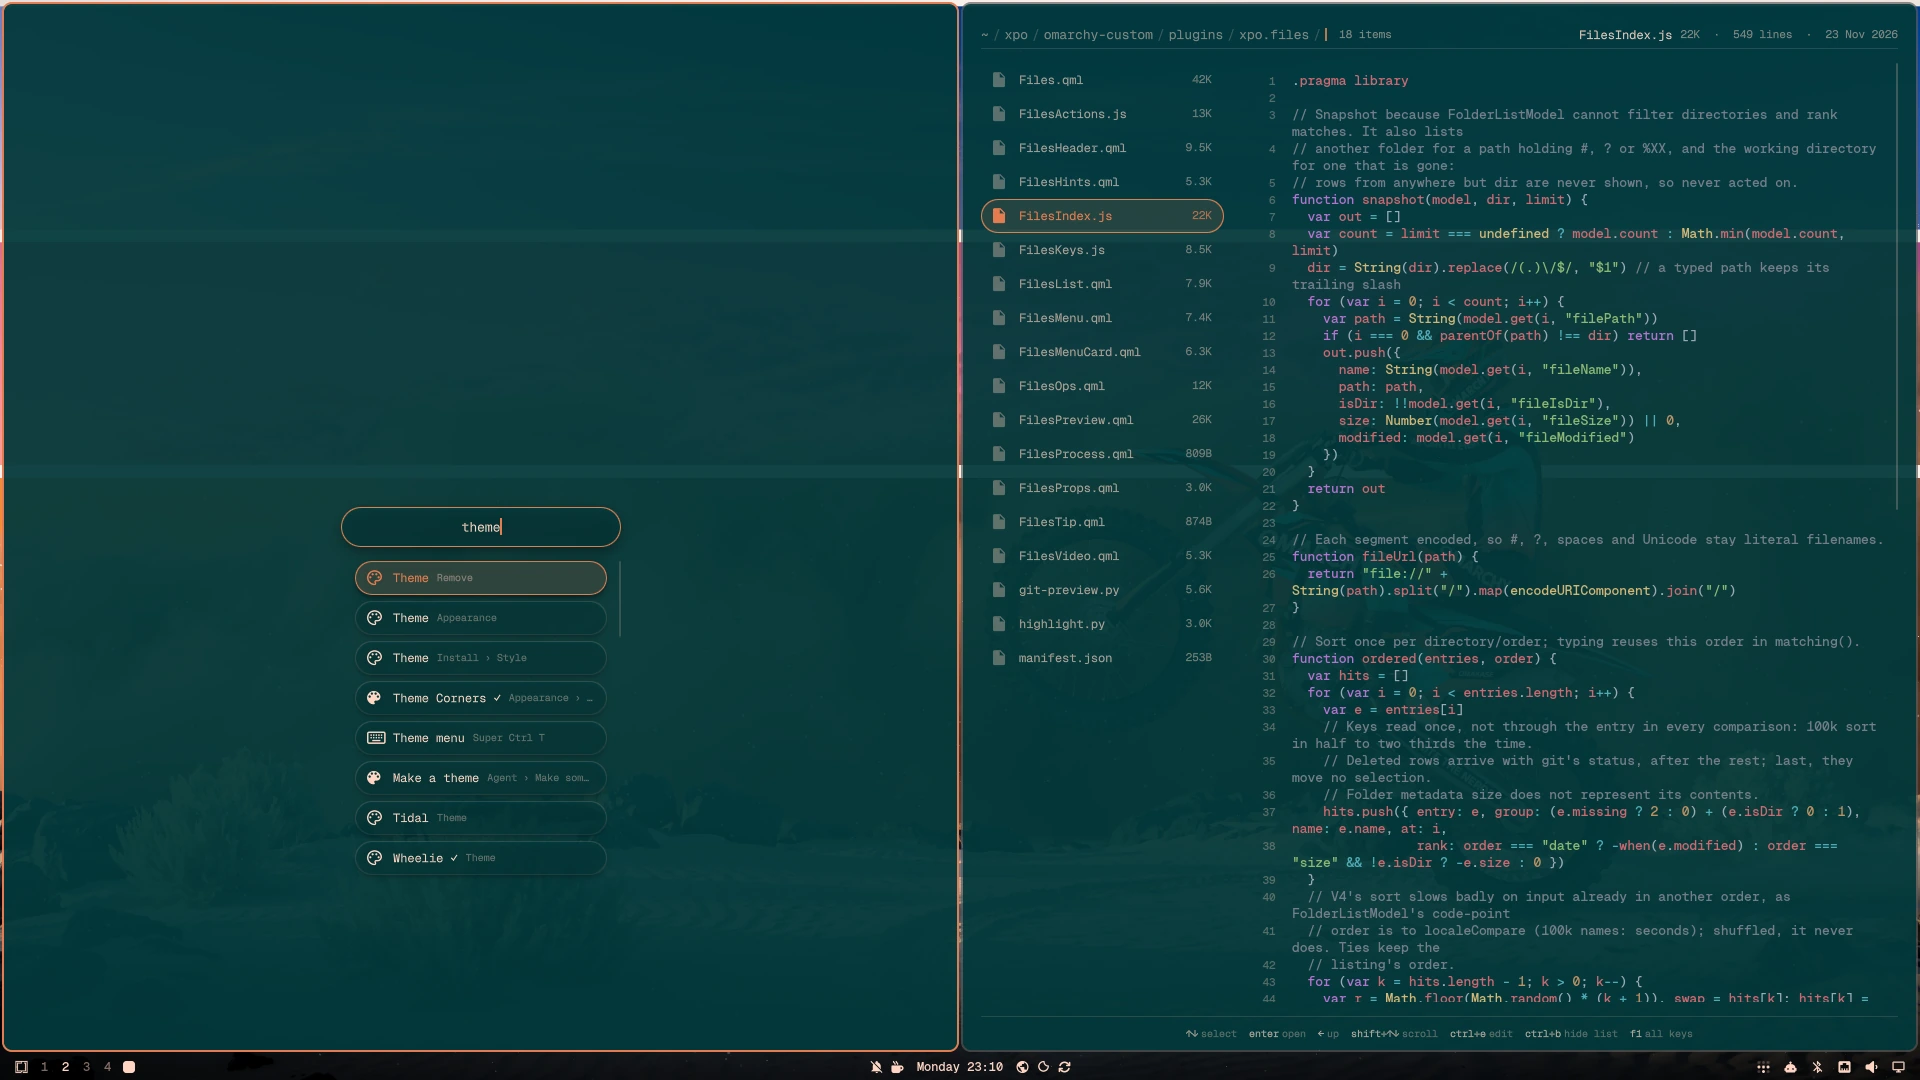 ~ / xpo / omarchy-custom / plugins / xpo.files / 18 items
FilesIndex.js 22K · 549 lines · 23 Nov 2026
Files.qml 42K
FilesActions.js 13K
FilesHeader.qml 9.5K
FilesHints.qml 5.3K
FilesIndex.js 22K
FilesKeys.js 8.5K
FilesList.qml 7.9K
FilesMenu.qml 7.4K
FilesMenuCard.qml 6.3K
FilesOps.qml 12K
FilesPreview.qml 26K
FilesProcess.qml 809B
FilesProps.qml 3.0K
FilesTip.qml 874B
FilesVideo.qml 5.3K
git-preview.py 5.6K
highlight.py 3.0K
manifest.json 253B
1 .pragma library
2
3 // Snapshot because FolderListModel cannot filter directories and rank
matches. It also lists
4 // another folder for a path holding #, ? or %XX, and the working directory
for one that is gone:
5 // rows from anywhere but dir are never shown, so never acted on.
6 function snapshot(model, dir, limit) {
7 var out = []
8 var count = limit === undefined ? model.count : Math.min(model.count,
limit)
9 dir = String(dir).replace(/(.)\/$/, "$1") // a typed path keeps its
trailing slash
10 for (var i = 0; i < count; i++) {
11 var path = String(model.get(i, "filePath"))
12 if (i === 0 && parentOf(path) !== dir) return []
13 out.push({
14 name: String(model.get(i, "fileName")),
15 path: path,
16 isDir: !!model.get(i, "fileIsDir"),
17 size: Number(model.get(i, "fileSize")) || 0,
18 modified: model.get(i, "fileModified")
19 })
20 }
21 return out
22 }
23
24 // Each segment encoded, so #, ?, spaces and Unicode stay literal filenames.
25 function fileUrl(path) {
26 return "file://" +
String(path).split("/").map(encodeURIComponent).join("/")
27 }
28
29 // Sort once per directory/order; typing reuses this order in matching().
30 function ordered(entries, order) {
31 var hits = []
32 for (var i = 0; i < entries.length; i++) {
33 var e = entries[i]
34 // Keys read once, not through the entry in every comparison: 100k sort
in half to two thirds the time.
35 // Deleted rows arrive with git's status, after the rest; last, they
move no selection.
36 // Folder metadata size does not represent its contents.
37 hits.push({ entry: e, group: (e.missing ? 2 : 0) + (e.isDir ? 0 : 1),
name: e.name, at: i,
38 rank: order === "date" ? -when(e.modified) : order ===
"size" && !e.isDir ? -e.size : 0 })
39 }
40 // V4's sort slows badly on input already in another order, as
FolderListModel's code-point
41 // order is to localeCompare (100k names: seconds); shuffled, it never
does. Ties keep the
42 // listing's order.
43 for (var k = hits.length - 1; k > 0; k--) {
44 var r = Math.floor(Math.random() * (k + 1)), swap = hits[k]; hits[k] =
↑↓ select enter open ← up shift+↑↓ scroll ctrl+e edit ctrl+b hide list f1 all keys
theme
Theme Remove
Theme Appearance
Theme Install › Style
Theme Corners ✓ Appearance › …
Theme menu Super Ctrl T
Make a theme Agent › Make som…
Tidal Theme
Wheelie ✓ Theme
1 2 3 4
Monday 23:10